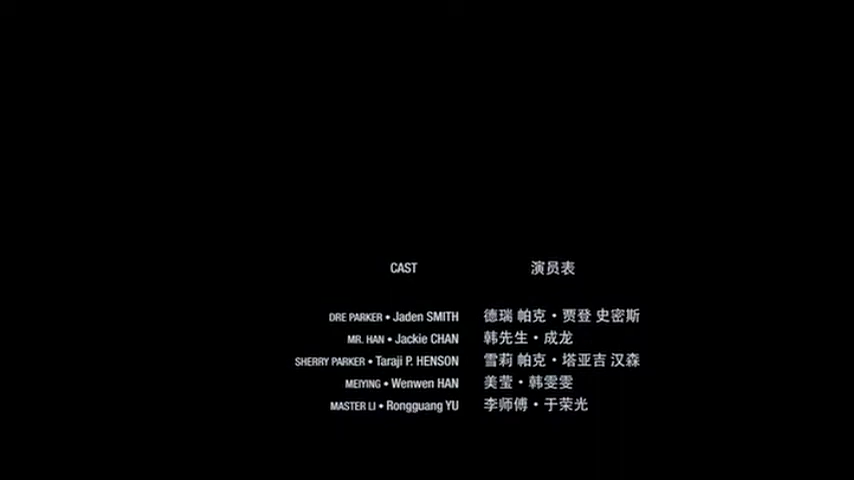 CAST 演员表
DRE PARKER • Jaden SMITH 德瑞 帕克・贾登 史密斯
MR. HAN • Jackie CHAN 韩先生・成龙
SHERRY PARKER • Taraji P. HENSON 雪莉 帕克・塔亚吉 汉森
MEIYING • Wenwen HAN 美莹・韩雯雯
MASTER LI • Rongguang YU 李师傅・于荣光